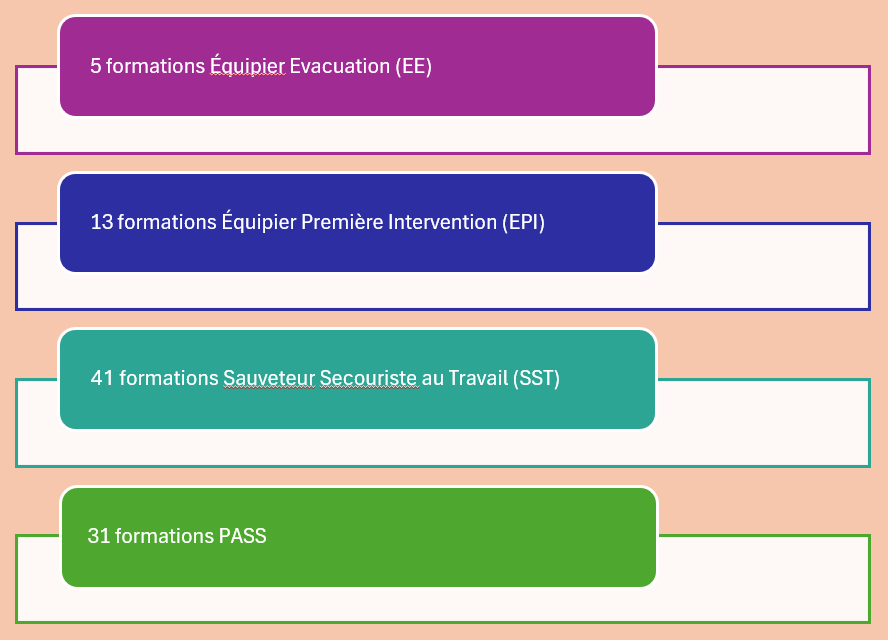 5 formations Équipier Evacuation (EE)
13 formations Équipier Première Intervention (EPI)
41 formations Sauveteur Secouriste au Travail (SST)
31 formations PASS